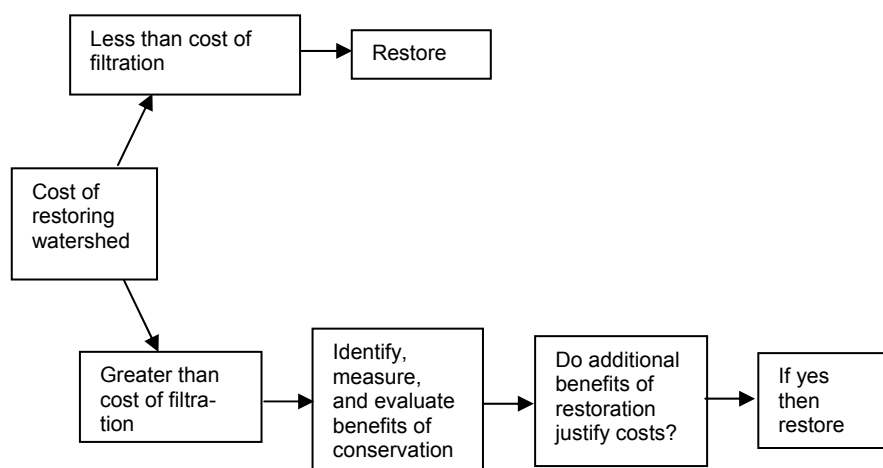 Less than cost of
filtration
Restore
Cost of
restoring
watershed
Greater than
cost of filtra-
tion
Identify,
measure,
and evaluate
benefits of
conservation
Do additional
benefits of
restoration
justify costs?
If yes
then
restore